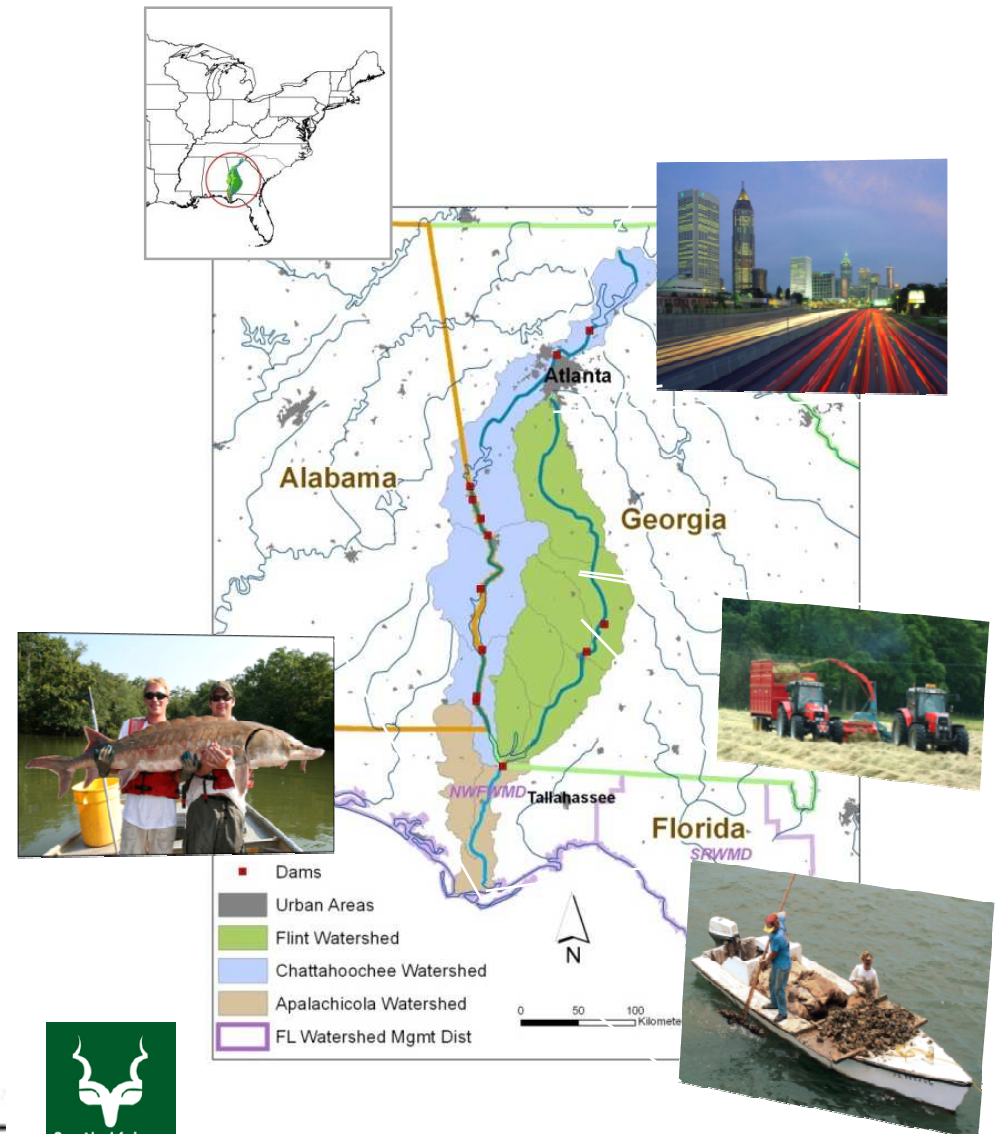 Atlanta
Alabama
Georgia
NWFWMD
Tallahassee
Florida
SRWMD
Dams
Urban Areas
Flint Watershed
Chattahoochee Watershed
Apalachicola Watershed
FL Watershed Mgmt Dist
N
0 50 100
Kilomete